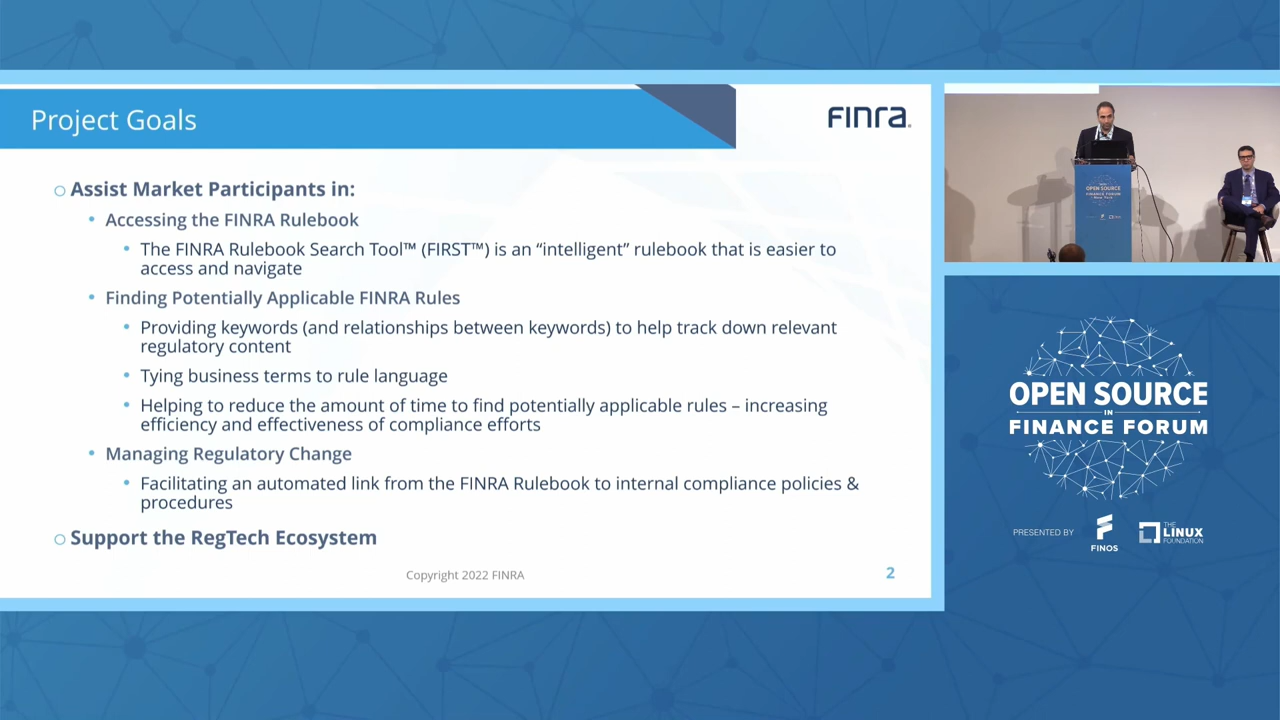 Project Goals
FINRA
Assist Market Participants in:
Accessing the FINRA Rulebook
The FINRA Rulebook Search Tool™ (FIRST™) is an “intelligent” rulebook that is easier to
access and navigate
Finding Potentially Applicable FINRA Rules
Providing keywords (and relationships between keywords) to help track down relevant
regulatory content
Tying business terms to rule language
Helping to reduce the amount of time to find potentially applicable rules – increasing
efficiency and effectiveness of compliance efforts
Managing Regulatory Change
Facilitating an automated link from the FINRA Rulebook to internal compliance policies &
procedures
Support the RegTech Ecosystem
Copyright 2022 FINRA
2
OPEN SOURCE
FINANCE FORUM
OPEN SOURCE
IN
FINANCE FORUM
PRESENTED BY
FINOS
THE
LINUX
FOUNDATION